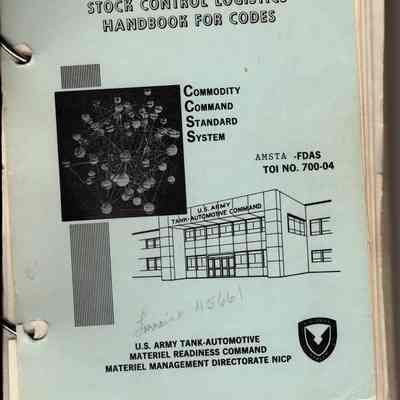 STOCK CONTROL LOGISTICS
HANDBOOK FOR CODES
COMMODITY
COMMAND
STANDARD
SYSTEM
AMSTA -FDAS
TOI NO. 700-04
U.S. ARMY
TANK-AUTOMOTIVE COMMAND
U.S. ARMY TANK-AUTOMOTIVE
MATERIEL READINESS COMMAND
MATERIEL MANAGEMENT DIRECTORATE NICP